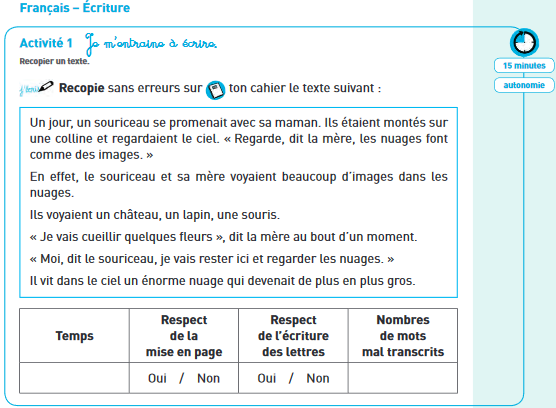 Français – Écriture
Activité 1 Je m'entraine à écrire.
Recopier un texte.
15 minutes
autonomie
j'écris Recopie sans erreurs sur ton cahier le texte suivant :
Un jour, un souriceau se promenait avec sa maman. Ils étaient montés sur
une colline et regardaient le ciel. « Regarde, dit la mère, les nuages font
comme des images. »
En effet, le souriceau et sa mère voyaient beaucoup d'images dans les
nuages.
Ils voyaient un château, un lapin, une souris.
« Je vais cueillir quelques fleurs », dit la mère au bout d'un moment.
« Moi, dit le souriceau, je vais rester ici et regarder les nuages. »
Il vit dans le ciel un énorme nuage qui devenait de plus en plus gros.
Temps
Respect
de la
mise en page
Respect
de l'écriture
des lettres
Nombres
de mots
mal transcrits
Oui / Non
Oui / Non